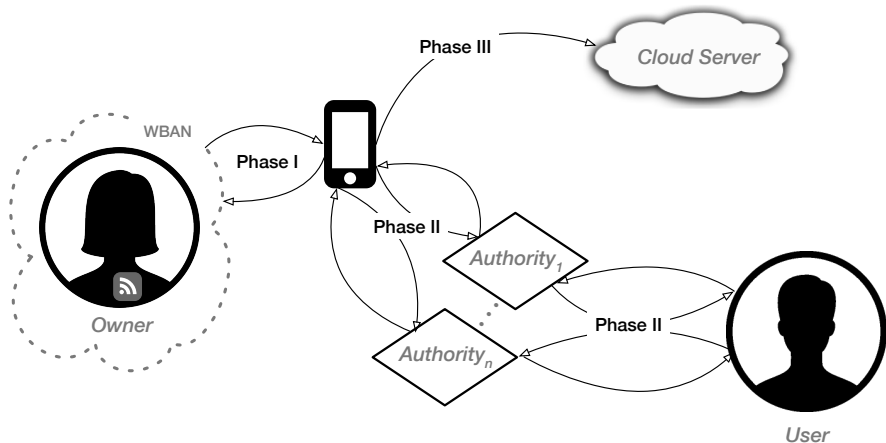 Phase III
Cloud Server
WBAN
Phase I
Phase II
Authority1
Owner
Phase II
Authorityn
User